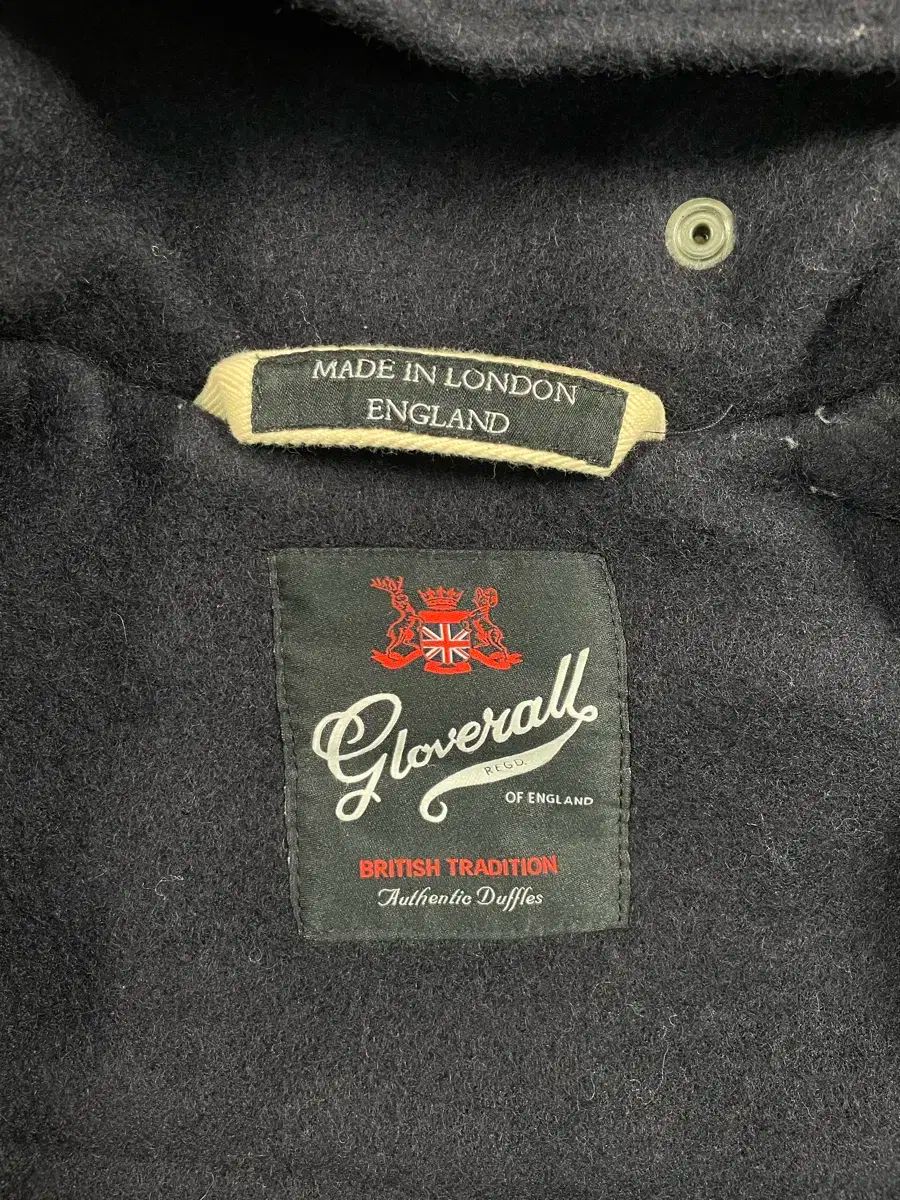 MADE IN LONDON
ENGLAND
Gloverall
REGD.
OF ENGLAND
BRITISH TRADITION
Authentic Duffles